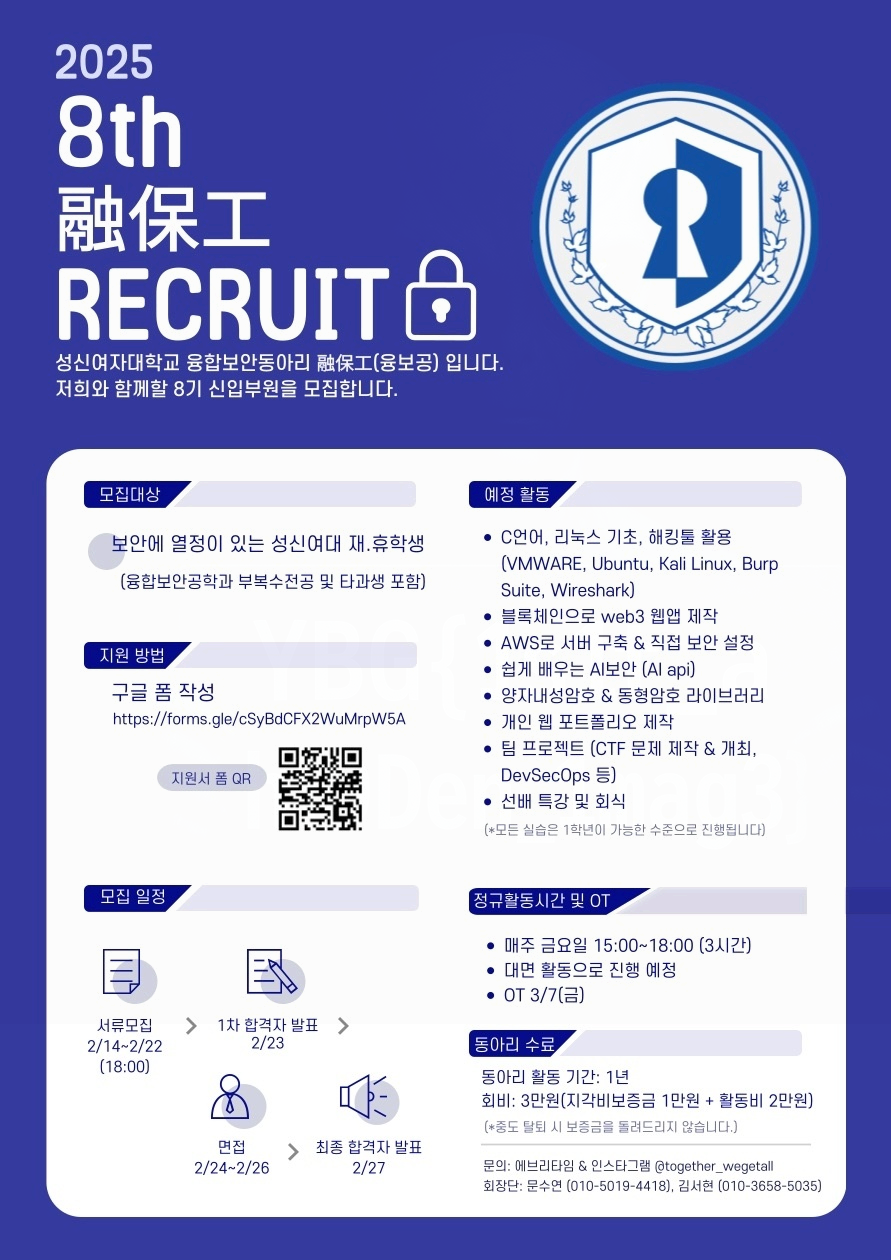 2025
8th
融保工
RECRUIT
성신여자대학교 융합보안동아리 融保工(융보공) 입니다.
저희와 함께할 8기 신입부원을 모집합니다.
모집대상
보안에 열정이 있는 성신여대 재.휴학생
(융합보안공학과 부복수전공 및 타과생 포함)
지원 방법
구글 폼 작성
https://forms.gle/cSyBdCFX2WuMrpW5A
지원서 폼 QR
모집 일정
서류모집
2/14~2/22
(18:00)
1차 합격자 발표
2/23
면접
2/24~2/26
최종 합격자 발표
2/27
예정 활동
C언어, 리눅스 기초, 해킹툴 활용
(VMWARE, Ubuntu, Kali Linux, Burp
Suite, Wireshark)
블록체인으로 web3 웹앱 제작
AWS로 서버 구축 & 직접 보안 설정
쉽게 배우는 AI보안 (AI api)
양자내성암호 & 동형암호 라이브러리
개인 웹 포트폴리오 제작
팀 프로젝트 (CTF 문제 제작 & 개최,
DevSecOps 등)
선배 특강 및 회식
(*모든 실습은 1학년이 가능한 수준으로 진행됩니다)
정규활동시간 및 OT
매주 금요일 15:00~18:00 (3시간)
대면 활동으로 진행 예정
OT 3/7(금)
동아리 수료
동아리 활동 기간: 1년
회비: 3만원(지각비보증금 1만원 + 활동비 2만원)
(*중도 탈퇴 시 보증금을 돌려드리지 않습니다.)
문의: 에브리타임 & 인스타그램 @together_wegetall
회장단: 문수연 (010-5019-4418), 김서현 (010-3658-5035)